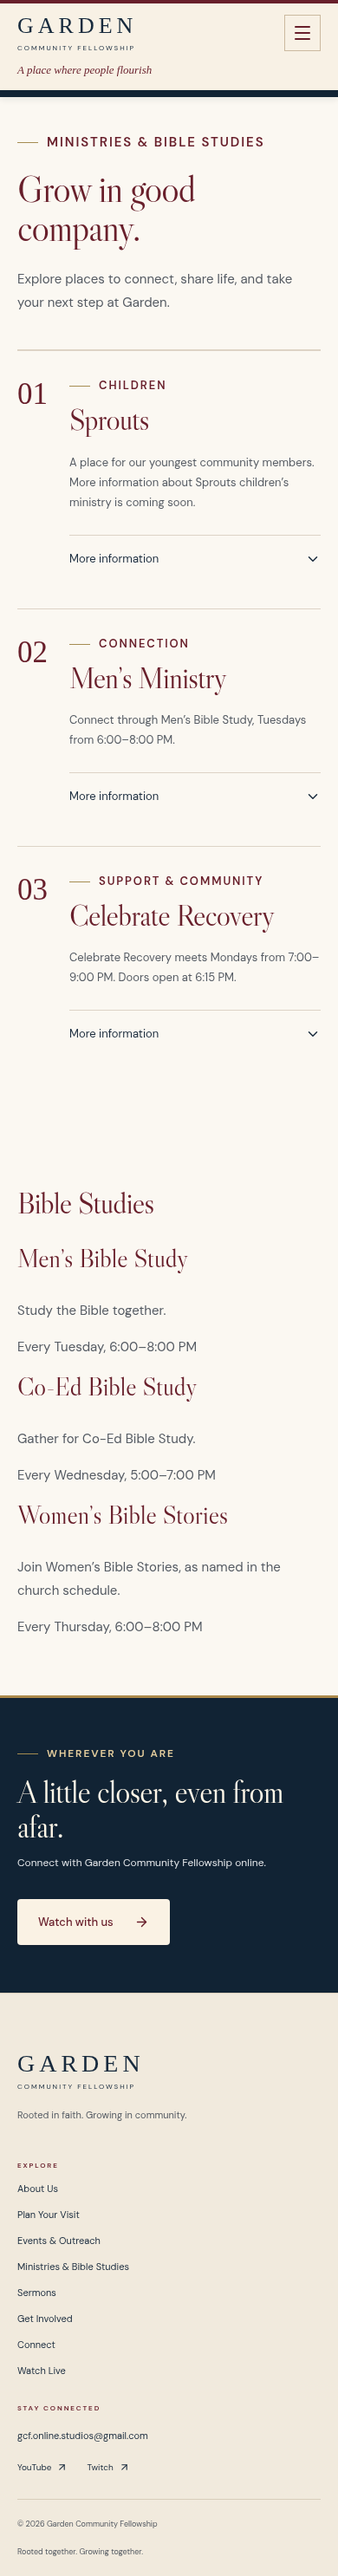 GARDEN
COMMUNITY FELLOWSHIP
A place where people flourish
MINISTRIES & BIBLE STUDIES
Grow in good
company.
Explore places to connect, share life, and take
your next step at Garden.
01
CHILDREN
Sprouts
A place for our youngest community members.
More information about Sprouts children’s
ministry is coming soon.
More information
02
CONNECTION
Men’s Ministry
Connect through Men’s Bible Study, Tuesdays
from 6:00–8:00 PM.
More information
03
SUPPORT & COMMUNITY
Celebrate Recovery
Celebrate Recovery meets Mondays from 7:00–
9:00 PM. Doors open at 6:15 PM.
More information
Bible Studies
Men’s Bible Study
Study the Bible together.
Every Tuesday, 6:00–8:00 PM
Co-Ed Bible Study
Gather for Co-Ed Bible Study.
Every Wednesday, 5:00–7:00 PM
Women’s Bible Stories
Join Women’s Bible Stories, as named in the
church schedule.
Every Thursday, 6:00–8:00 PM
WHEREVER YOU ARE
A little closer, even from
afar.
Connect with Garden Community Fellowship online.
Watch with us
GARDEN
COMMUNITY FELLOWSHIP
Rooted in faith. Growing in community.
EXPLORE
About Us
Plan Your Visit
Events & Outreach
Ministries & Bible Studies
Sermons
Get Involved
Connect
Watch Live
STAY CONNECTED
gcf.online.studios@gmail.com
YouTube Twitch
© 2026 Garden Community Fellowship
Rooted together. Growing together.